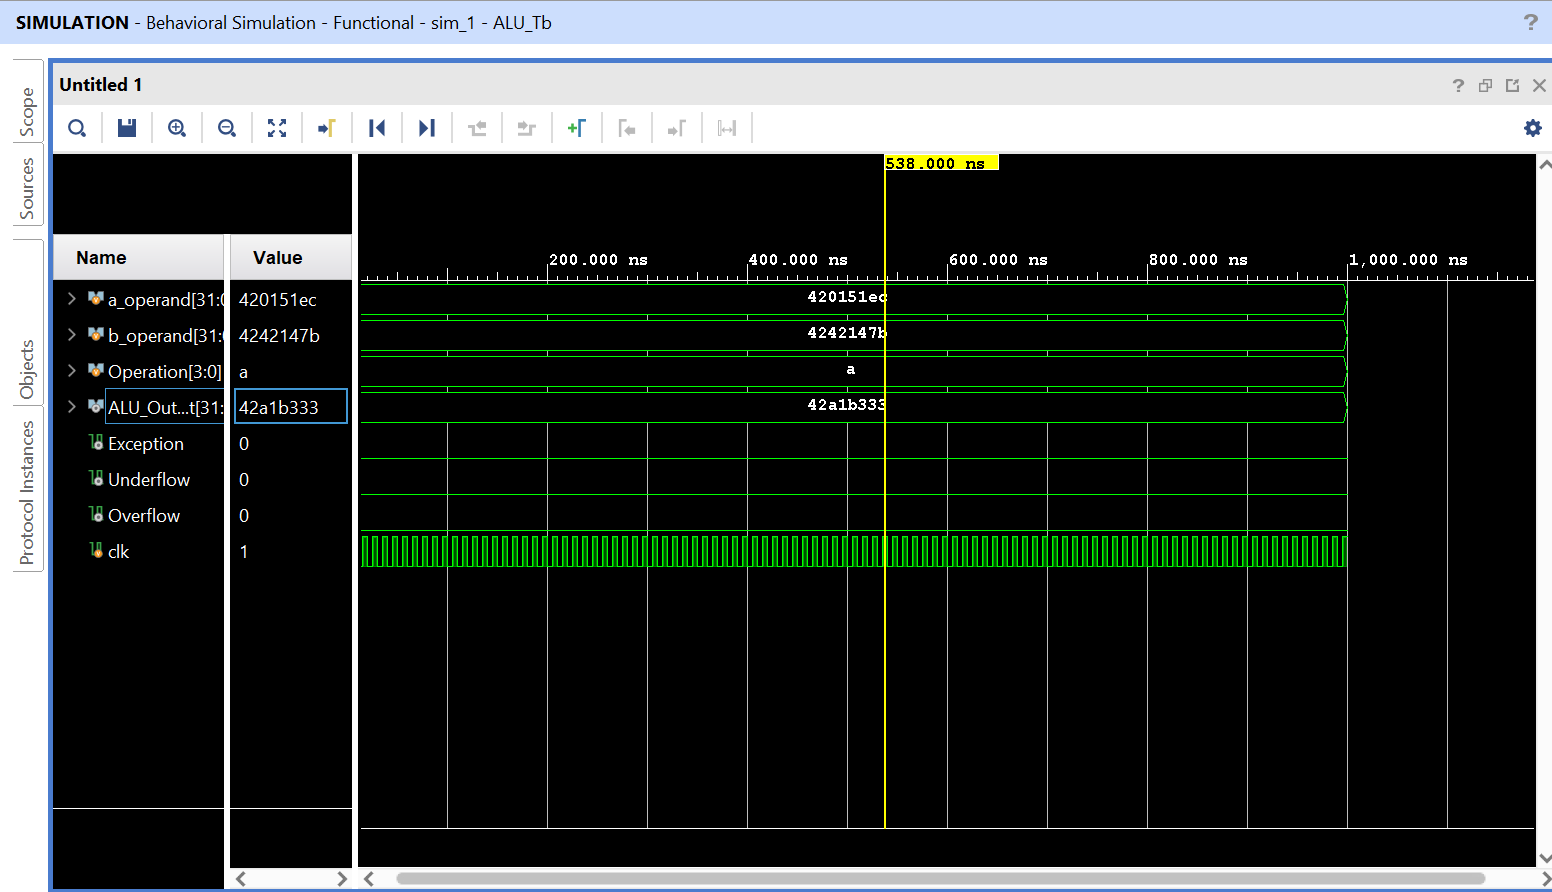 SIMULATION - Behavioral Simulation - Functional - sim_1 - ALU_Tb ?
Scope
Sources
Objects
Protocol Instances
Untitled 1
?
538.000 ns
Name Value
200.000 ns 400.000 ns 600.000 ns 800.000 ns 1,000.000 ns
a_operand[31:0 420151ec 420151ec
b_operand[31:0 4242147b 4242147b
Operation[3:0] a a
ALU_Out...t[31: 42a1b333 42a1b333
Exception 0
Underflow 0
Overflow 0
clk 1